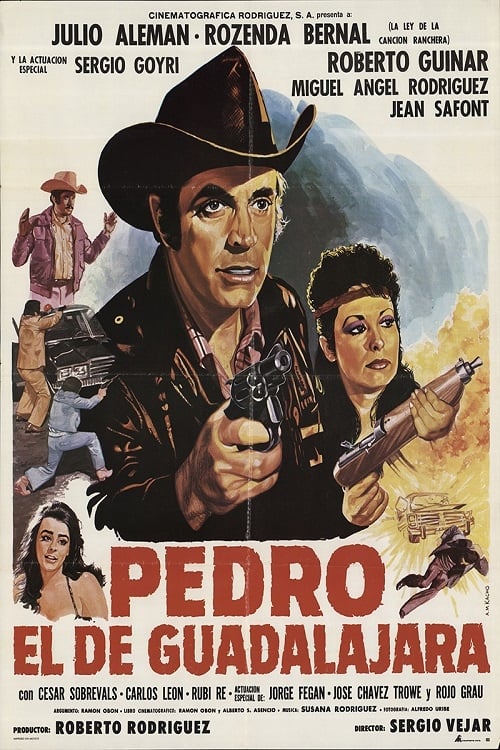 CINEMATOGRAFICA RODRIGUEZ, S. A. presenta a:
JULIO ALEMAN • ROZENDA BERNAL (LA LEY DE LA CANCION RANCHERA)
Y LA ACTUACION ESPECIAL SERGIO GOYRI
ROBERTO GUINAR
MIGUEL ANGEL RODRIGUEZ
JEAN SAFONT
A. M. KACHO
PEDRO
EL DE GUADALAJARA
con CESAR SOBREVALS • CARLOS LEON • RUBI RE • ACTUACION ESPECIAL DE: JORGE FEGAN • JOSE CHAVEZ TROWE Y ROJO GRAU
ARGUMENTO: RAMON OBON • LIBRO CINEMATOGRAFICO: RAMON OBON Y ALBERTO S. ASENCIO • MUSICA: SUSANA RODRIGUEZ • FOTOGRAFIA: ALFREDO URIBE
PRODUCTOR: ROBERTO RODRIGUEZ
DIRECTOR: SERGIO VEJAR